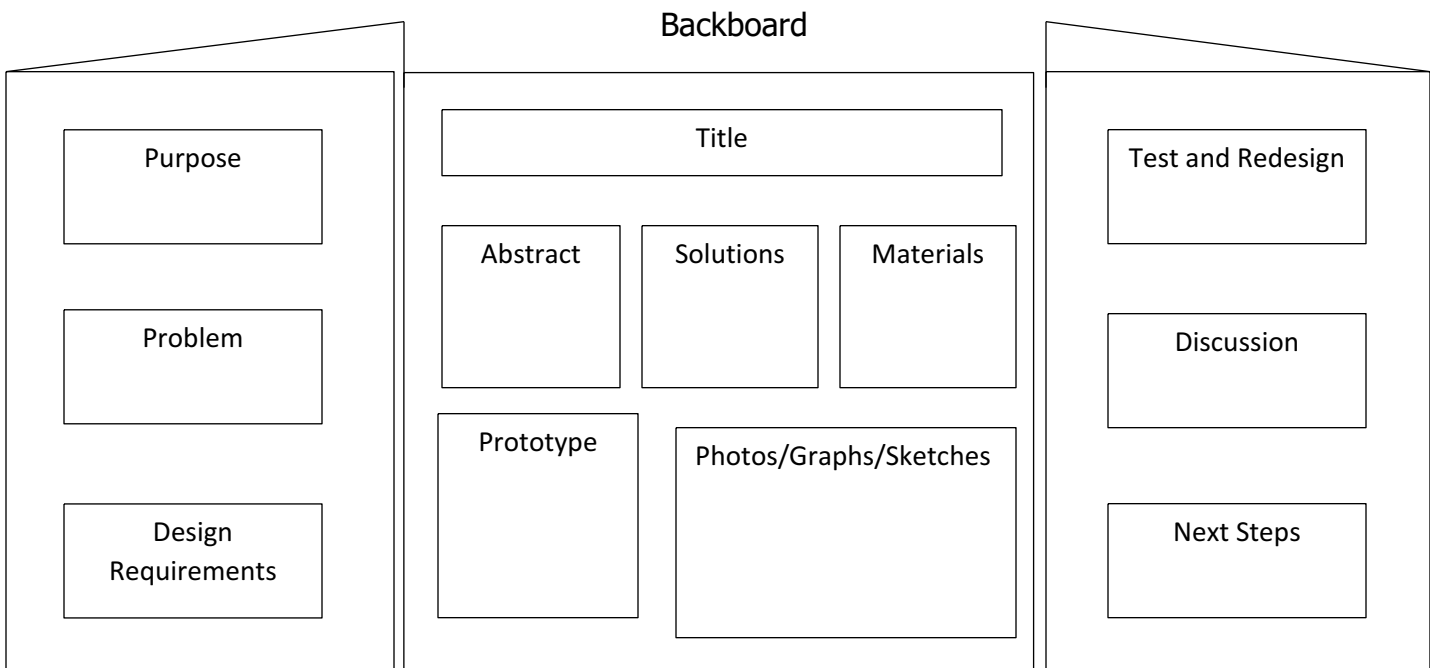 Backboard
Purpose
Problem
Design
Requirements
Title
Abstract
Solutions
Materials
Prototype
Photos/Graphs/Sketches
Test and Redesign
Discussion
Next Steps